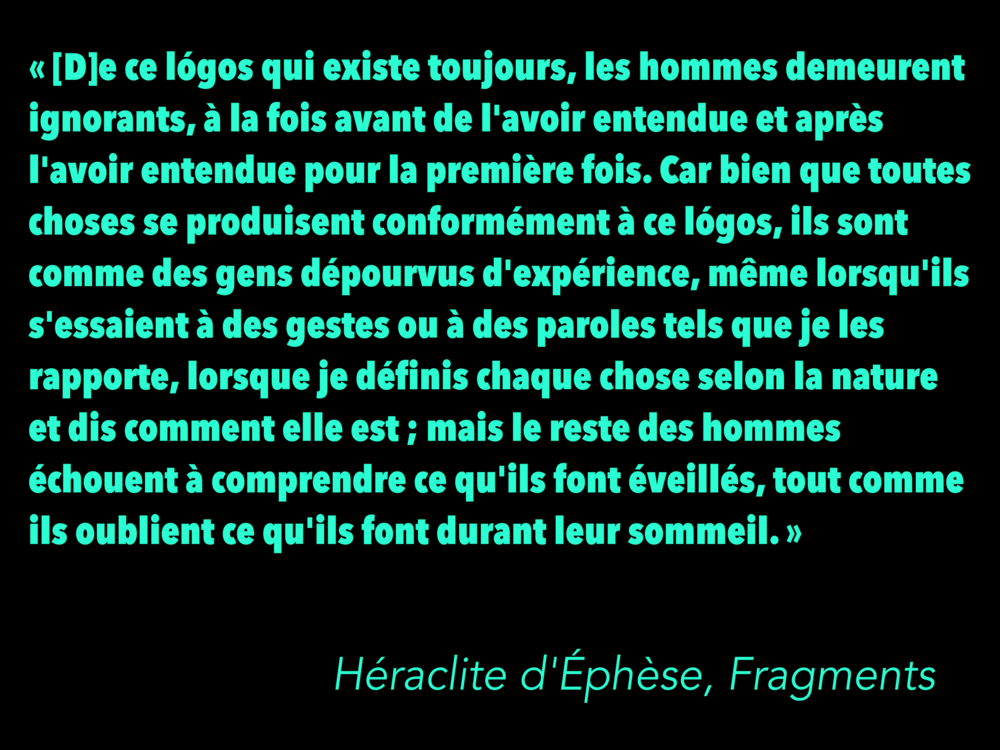 « [D]e ce lógos qui existe toujours, les hommes demeurent
ignorants, à la fois avant de l'avoir entendue et après
l'avoir entendue pour la première fois. Car bien que toutes
choses se produisent conformément à ce lógos, ils sont
comme des gens dépourvus d'expérience, même lorsqu'ils
s'essaient à des gestes ou à des paroles tels que je les
rapporte, lorsque je définis chaque chose selon la nature
et dis comment elle est ; mais le reste des hommes
échouent à comprendre ce qu'ils font éveillés, tout comme
ils oublient ce qu'ils font durant leur sommeil. »
Héraclite d'Éphèse, Fragments